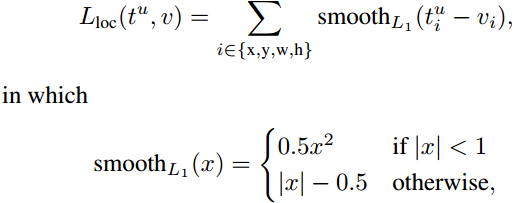 L_loc(t^u, v) = ∑_{i∈{x,y,w,h}} smooth_{L_1}(t_i^u − v_i),
in which
smooth_{L_1}(x) = { 0.5x^2 if |x| < 1
|x| − 0.5 otherwise,